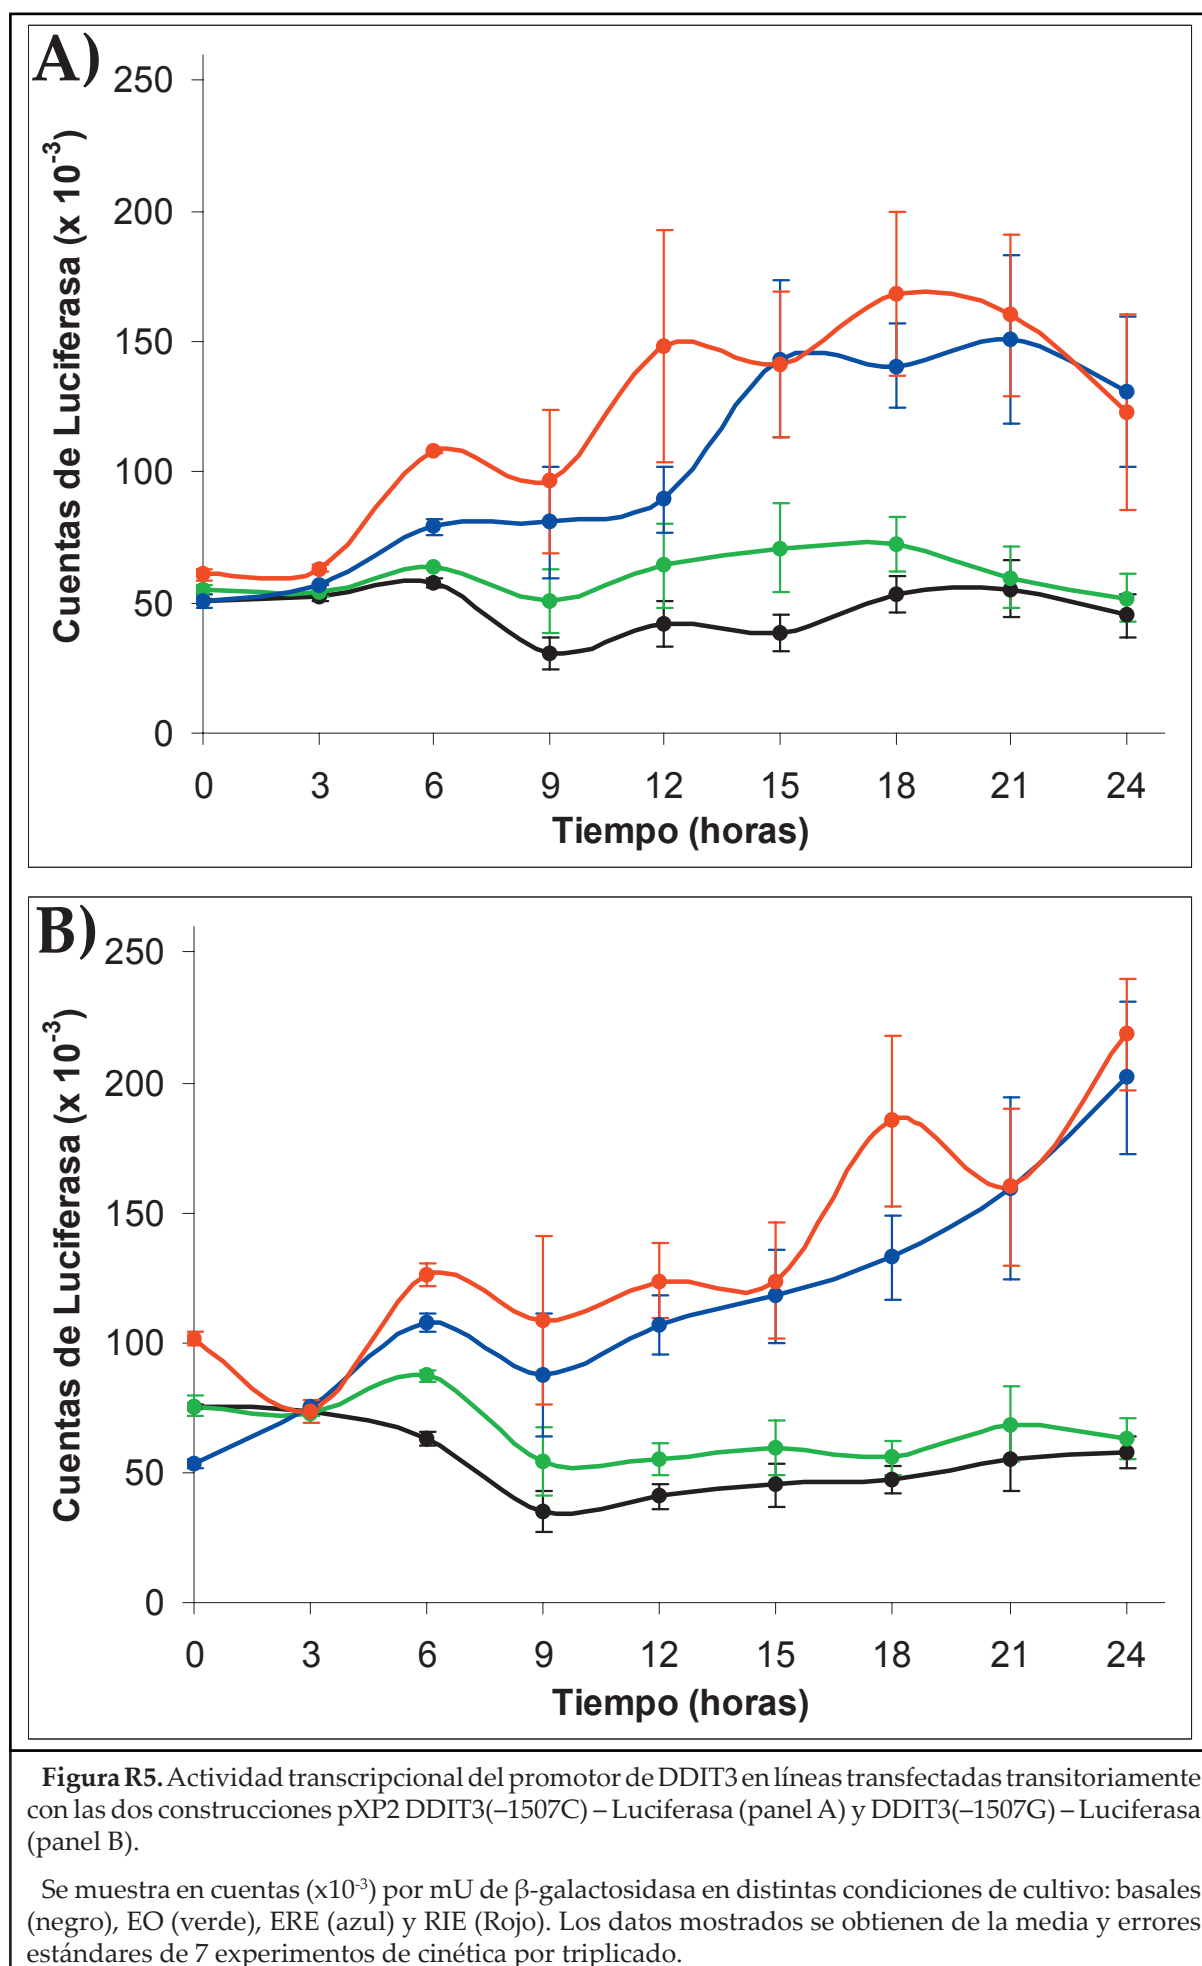 A)
Cuentas de Luciferasa (x 10⁻³)
250
200
150
100
50
0
0 3 6 9 12 15 18 21 24
Tiempo (horas)
B)
Cuentas de Luciferasa (x 10⁻³)
250
200
150
100
50
0
0 3 6 9 12 15 18 21 24
Tiempo (horas)
Figura R5. Actividad transcripcional del promotor de DDIT3 en líneas transfectadas transitoriamente
con las dos construcciones pXP2 DDIT3(–1507C) – Luciferasa (panel A) y DDIT3(–1507G) – Luciferasa
(panel B).
Se muestra en cuentas (x10⁻³) por mU de β-galactosidasa en distintas condiciones de cultivo: basales
(negro), EO (verde), ERE (azul) y RIE (Rojo). Los datos mostrados se obtienen de la media y errores
estándares de 7 experimentos de cinética por triplicado.